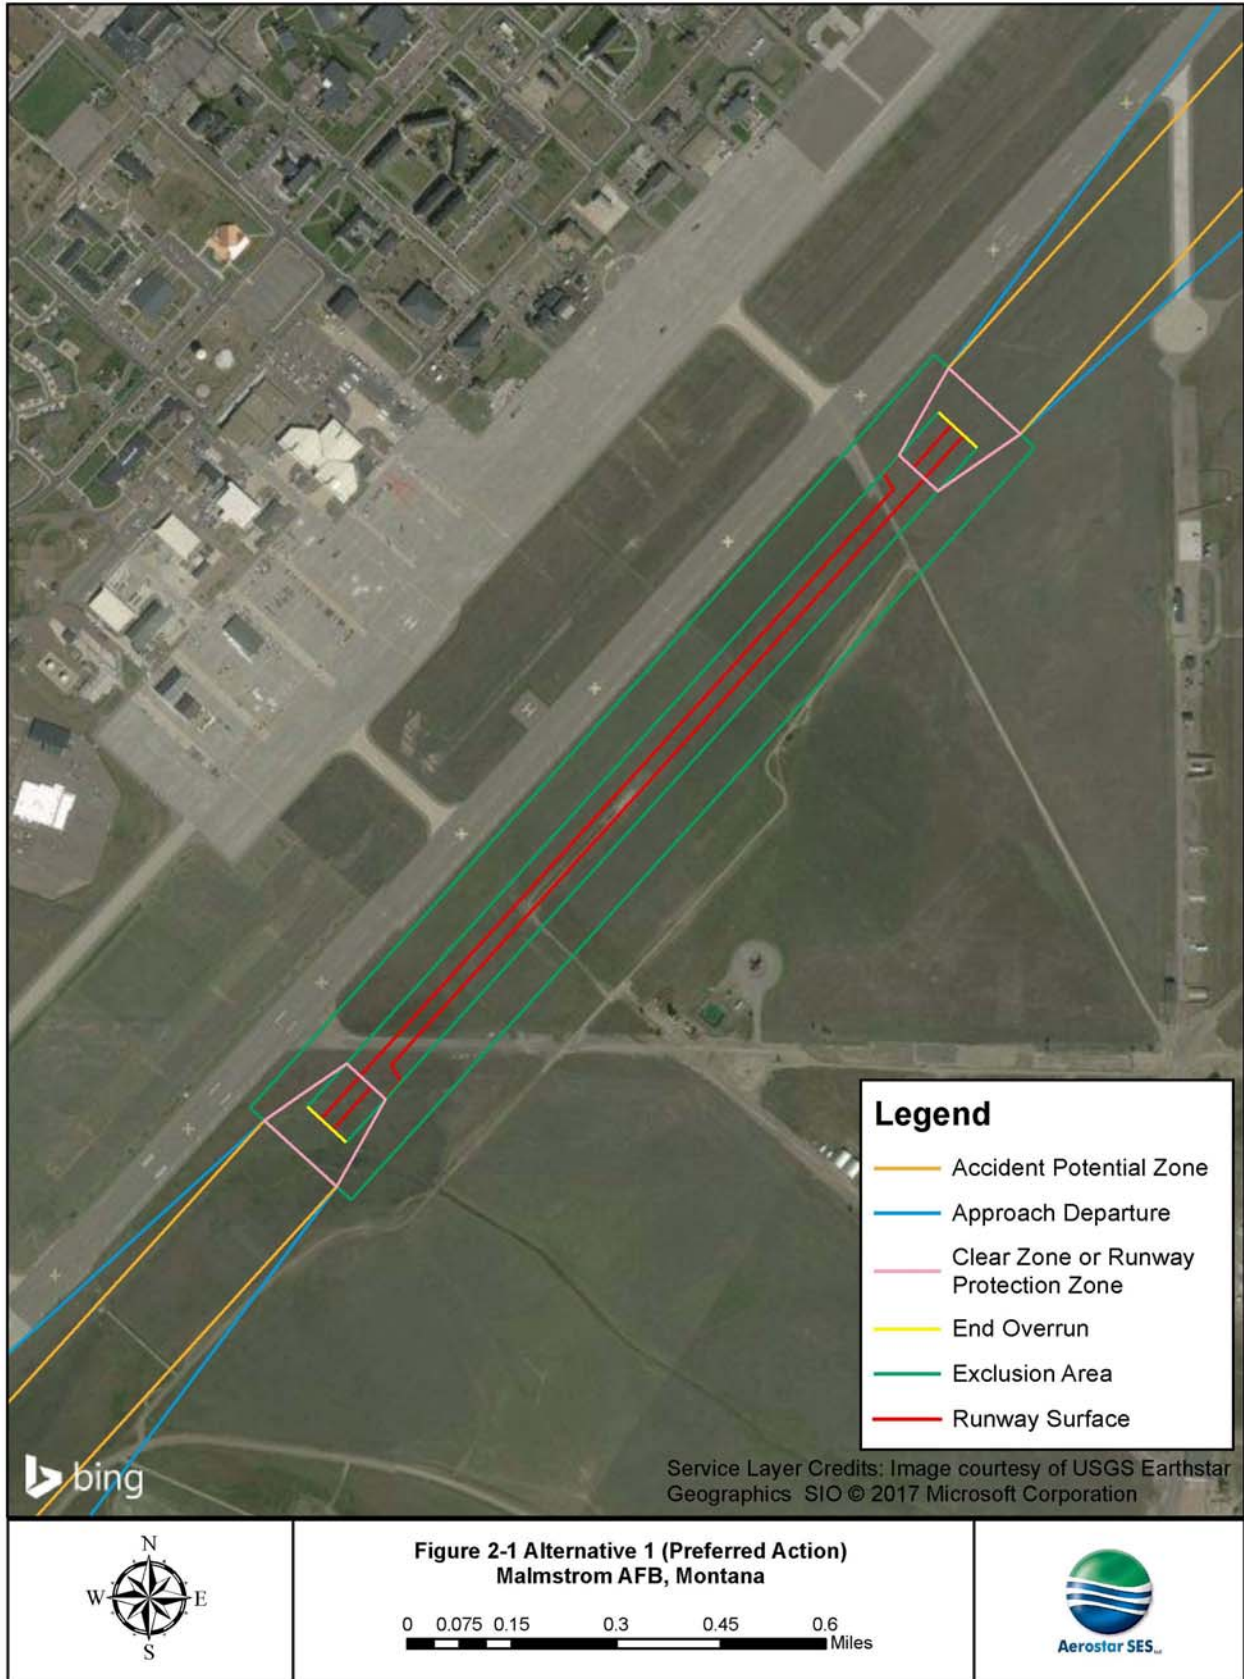 Legend
Accident Potential Zone
Approach Departure
Clear Zone or Runway
Protection Zone
End Overrun
Exclusion Area
Runway Surface
bing
Service Layer Credits: Image courtesy of USGS Earthstar
Geographics SIO © 2017 Microsoft Corporation
N
W E
S
Figure 2-1 Alternative 1 (Preferred Action)
Malmstrom AFB, Montana
0 0.075 0.15 0.3 0.45 0.6
Miles
Aerostar SES